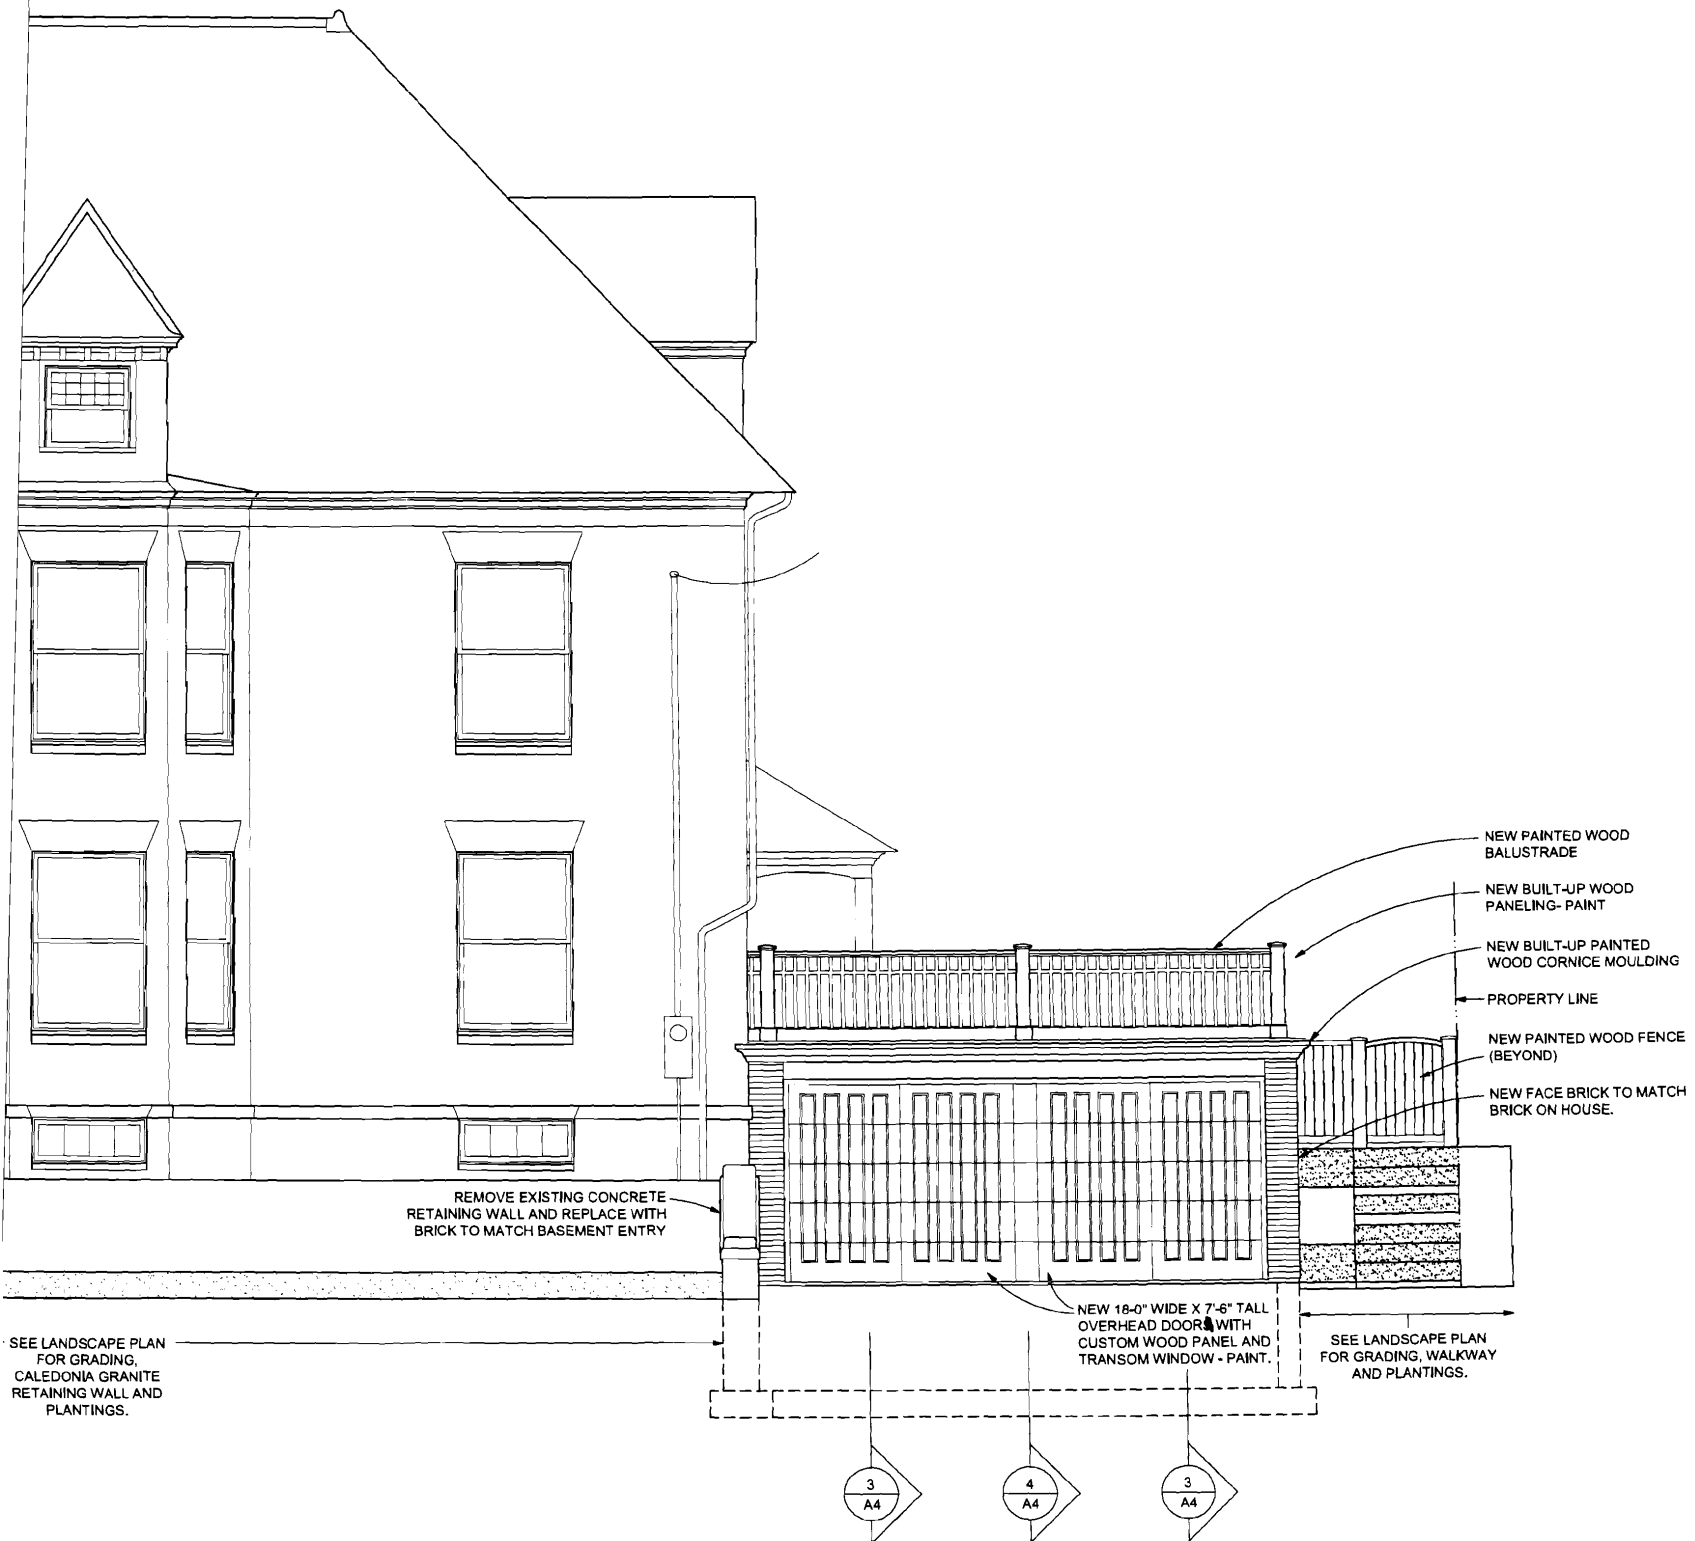 NEW PAINTED WOOD
BALUSTRADE
NEW BUILT-UP WOOD
PANELING- PAINT
NEW BUILT-UP PAINTED
WOOD CORNICE MOULDING
PROPERTY LINE
NEW PAINTED WOOD FENCE
(BEYOND)
NEW FACE BRICK TO MATCH
BRICK ON HOUSE.
REMOVE EXISTING CONCRETE
RETAINING WALL AND REPLACE WITH
BRICK TO MATCH BASEMENT ENTRY
NEW 18-0" WIDE X 7'-6" TALL
OVERHEAD DOORS WITH
CUSTOM WOOD PANEL AND
TRANSOM WINDOW - PAINT.
SEE LANDSCAPE PLAN
FOR GRADING, WALKWAY
AND PLANTINGS.
SEE LANDSCAPE PLAN
FOR GRADING,
CALEDONIA GRANITE
RETAINING WALL AND
PLANTINGS.
3
A4
4
A4
3
A4